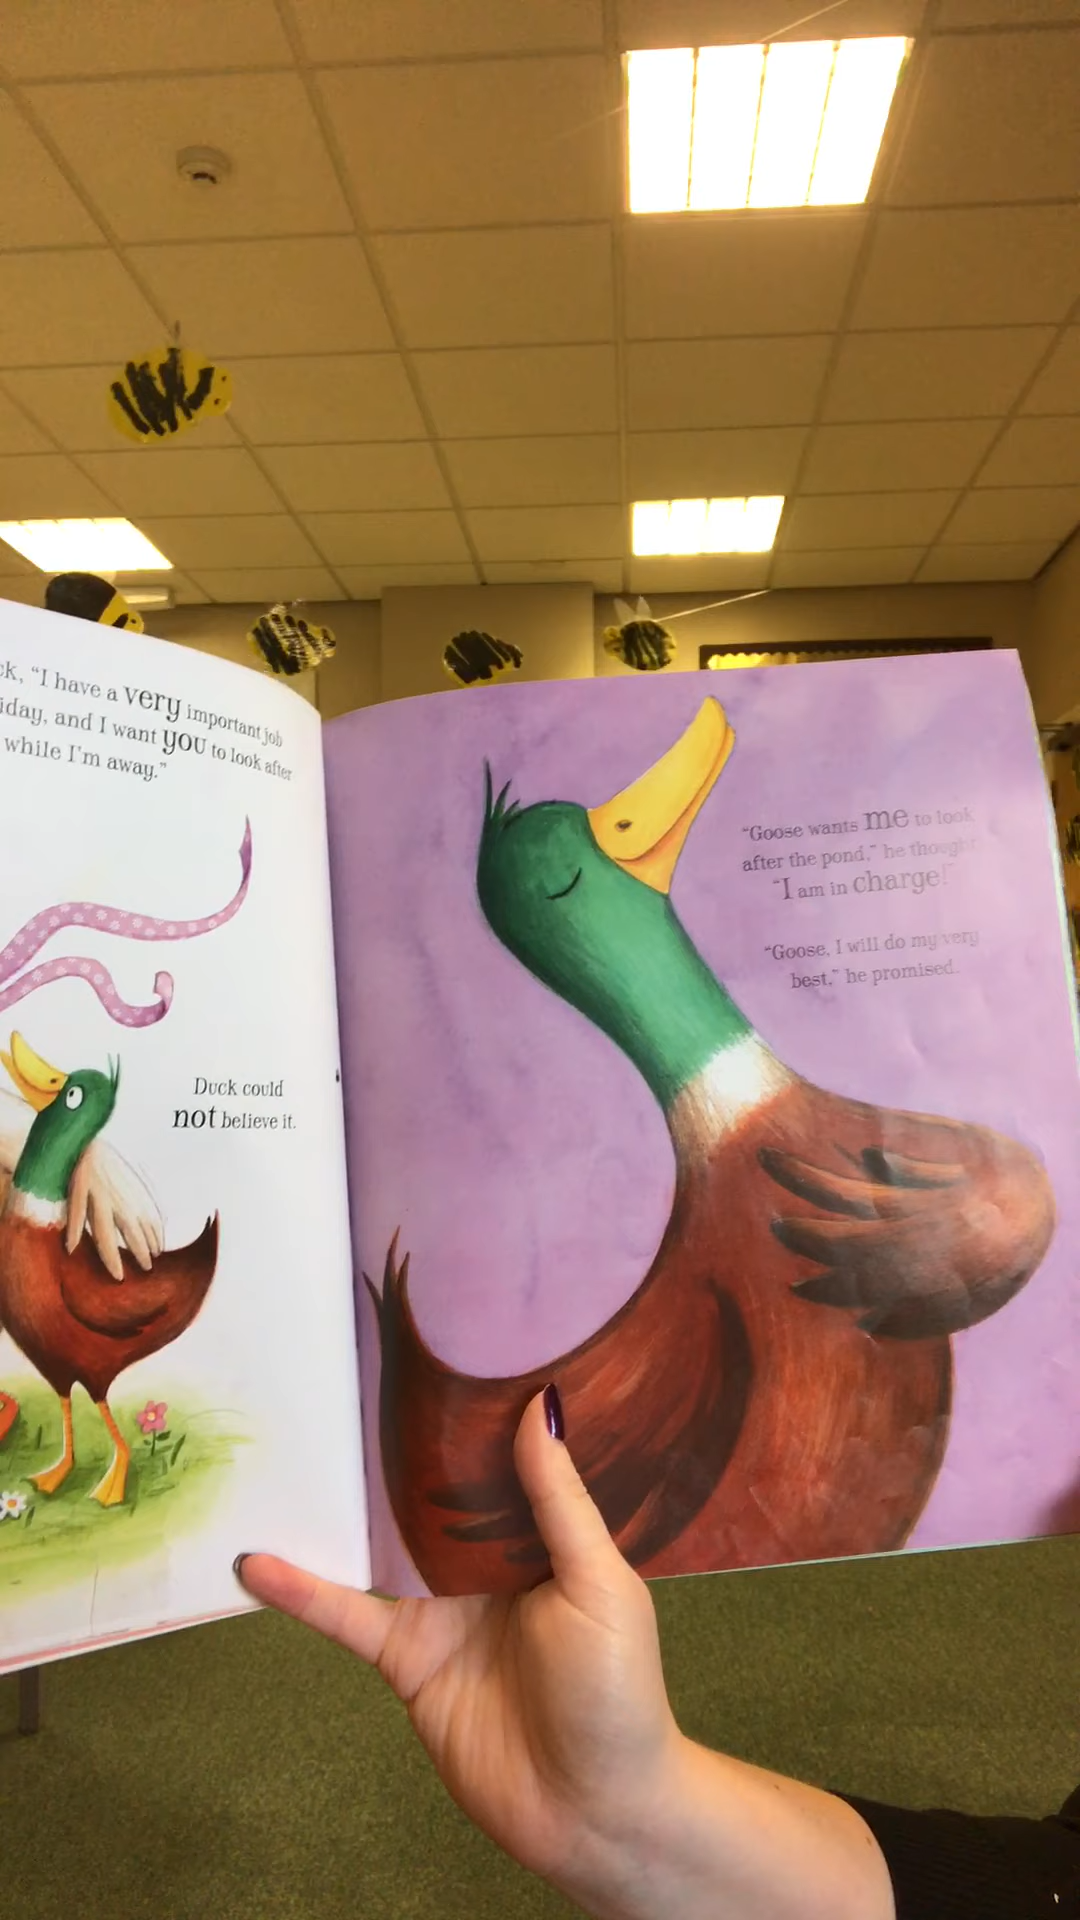 ck, “I have a very important job
iday, and I want you to look after
while I’m away.”
Duck could
not believe it.
“Goose wants me to look
after the pond,” he thought.
“I am in charge!”
“Goose, I will do my very
best,” he promised.